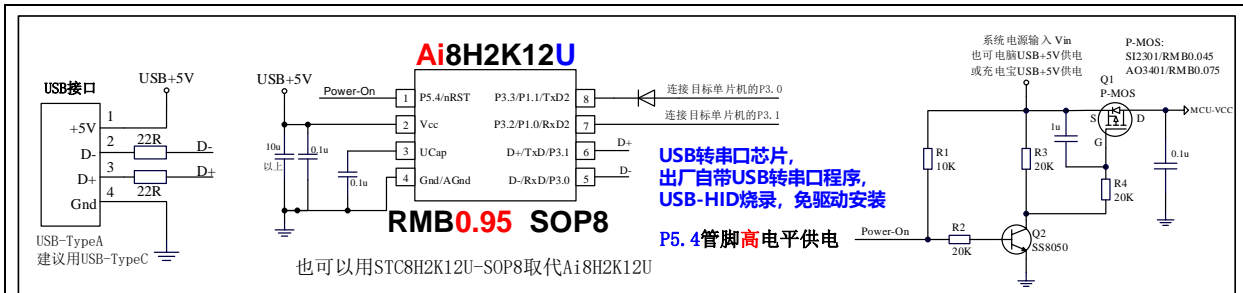 USB接口
USB+5V
1
+5V
2
22R
D-
D-
3
D+
D+
4
22R
Gnd
USB-TypeA
建议用USB-TypeC
Ai8H2K12U
USB+5V
Power-On
1
P5.4/nRST
P3.3/P1.1/TxD2
8
连接目标单片机的P3.0
2
Vcc
P3.2/P1.0/RxD2
7
连接目标单片机的P3.1
10u
以上
0.1u
3
UCap
D+/TxD/P3.1
6
D+
0.1u
4
Gnd/AGnd
D-/RxD/P3.0
5
D-
RMB0.95 SOP8
也可以用STC8H2K12U-SOP8取代Ai8H2K12U
USB转串口芯片,
出厂自带USB转串口程序,
USB-HID烧录，免驱动安装
P5.4管脚高电平供电
系统电源输入 Vin
也可电脑USB+5V供电
或充电宝USB+5V供电
P-MOS:
SI2301/RMB0.045
AO3401/RMB0.075
Q1
P-MOS
S
D
G
MCU-VCC
1u
0.1u
R1
10K
R3
20K
R4
20K
Power-On
R2
20K
Q2
SS8050